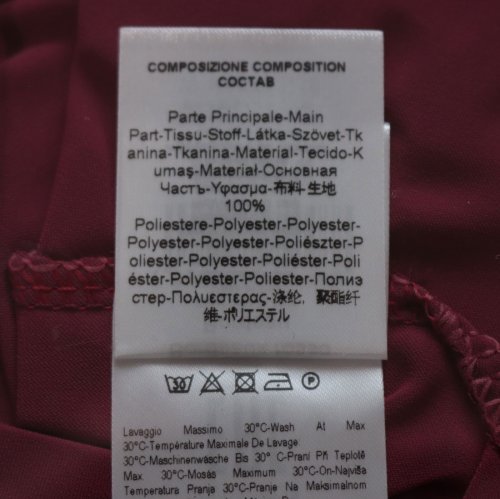 COMPOSIZIONE COMPOSITION
СОСТАВ
Parte Principale-Main
Part-Tissu-Stoff-Látka-Szövet-Tk
anina-Tkanina-Material-Tecido-K
umaş-Materiał-Основная
Часть-Υφασμα-布料-生地
100%
Poliestere-Polyester-Polyester-
Polyester-Polyester-Poliészter-P
oliester-Polyester-Poliester-Poli
éster-Polyester-Poliester-Полиэ
стер-Πολυεστερας-涤纶, 聚酯纤
维-ポリエステル
30
P
Lavaggio Massimo 30°C-Wash At Max
30°C-Température Maximale De Lavage
30°C-Maschinenwäsche Bis 30° C-Praní Při Teplotě
Max 30°C-Mosás Maximum 30°C-On-Najviša
Temperatura Pranja 30°C-Pranje Na Maksimalnom